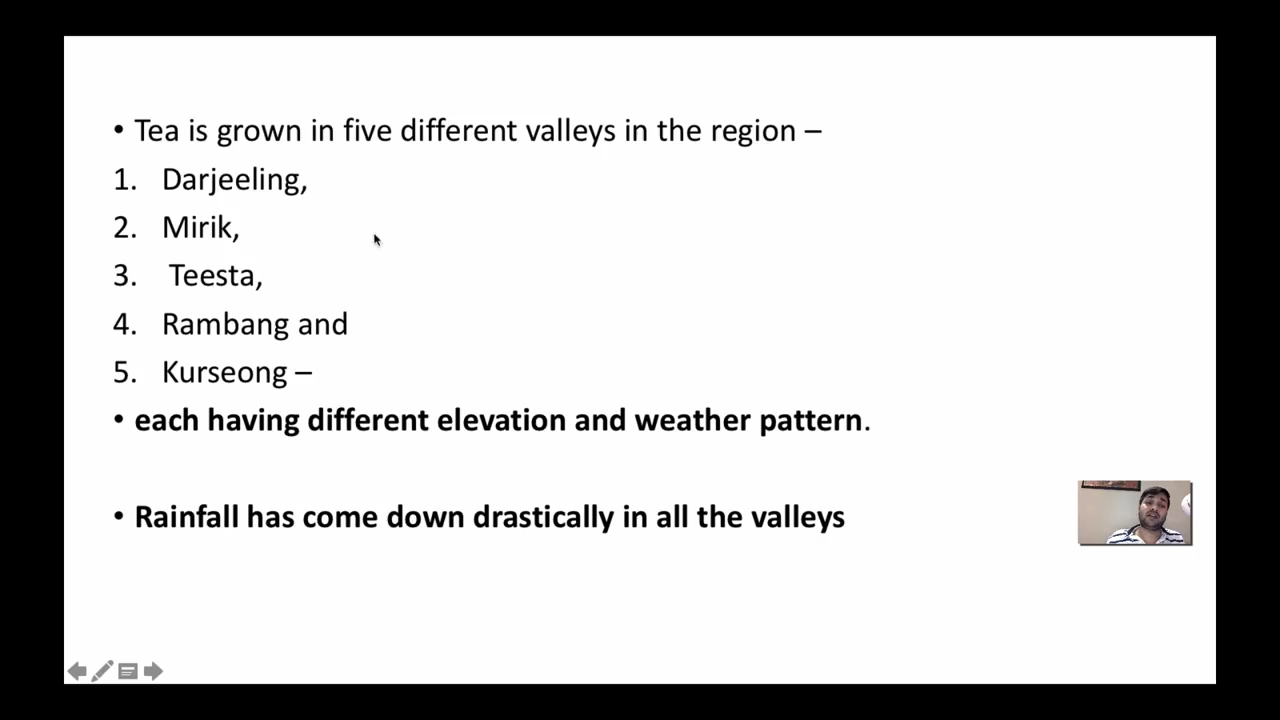 • Tea is grown in five different valleys in the region –
1. Darjeeling,
2. Mirik,
3. Teesta,
4. Rambang and
5. Kurseong –
• each having different elevation and weather pattern.
• Rainfall has come down drastically in all the valleys